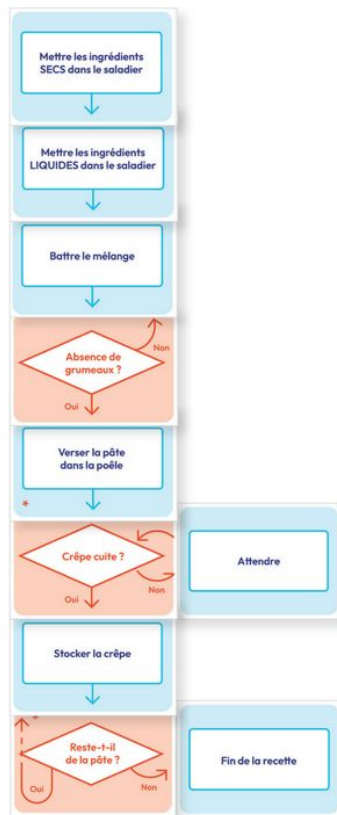 Mettre les ingrédients
SECS dans le saladier
Mettre les ingrédients
LIQUIDES dans le saladier
Battre le mélange
Absence de
grumeaux ?
Non
Oui
Verser la pâte
dans la poêle
*
Crêpe cuite ?
Non
Oui
Attendre
Stocker la crêpe
*
Reste-t-il
de la pâte ?
Oui
Non
Fin de la recette